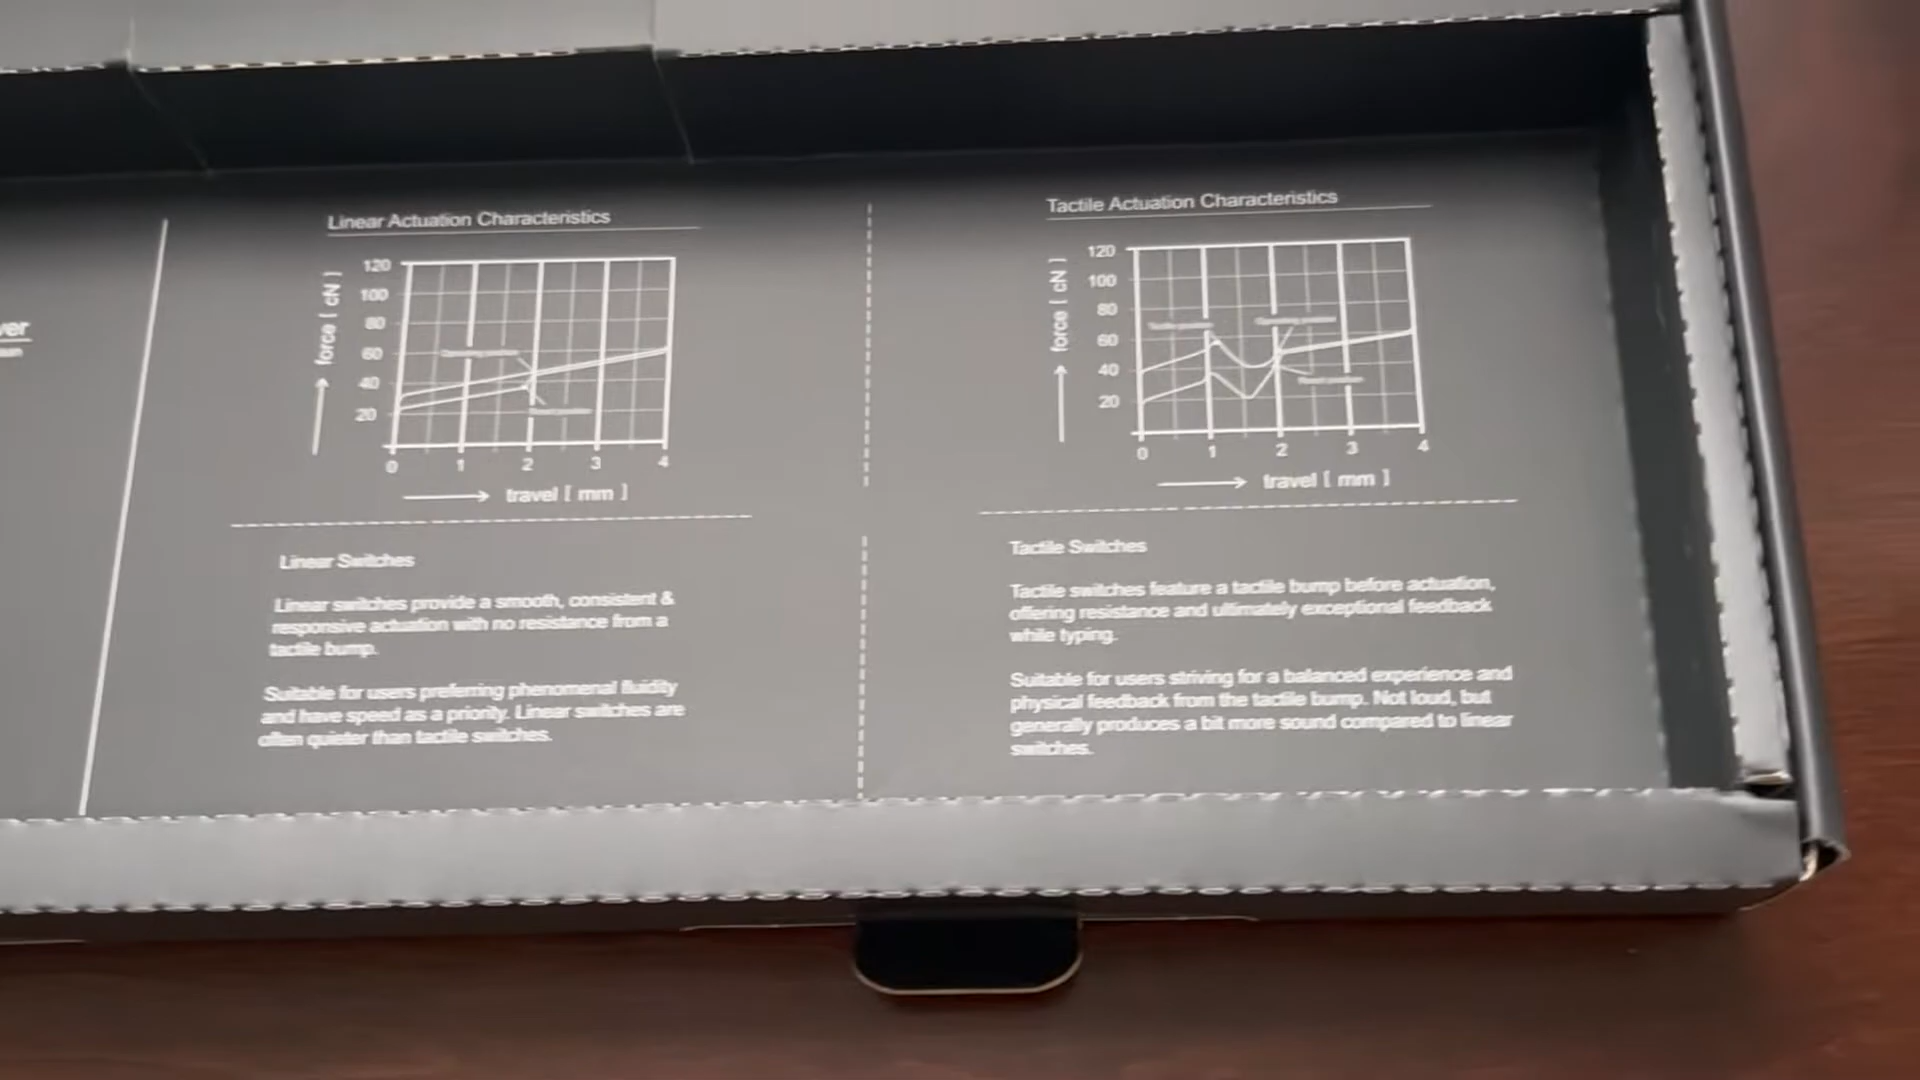 Linear Actuation Characteristics
force [ cN ]
120
100
80
60
40
20
0 1 2 3 4
travel [ mm ]
Linear Switches
Linear switches provide a smooth, consistent &
responsive actuation with no resistance from a
tactile bump.
Suitable for users preferring phenomenal fluidity
and have speed as a priority. Linear switches are
often quieter than tactile switches.
Tactile Actuation Characteristics
force [ cN ]
120
100
80
60
40
20
0 1 2 3 4
travel [ mm ]
Tactile Switches
Tactile switches feature a tactile bump before actuation,
offering resistance and ultimately exceptional feedback
while typing.
Suitable for users striving for a balanced experience and
physical feedback from the tactile bump. Not loud, but
generally produces a bit more sound compared to linear
switches.